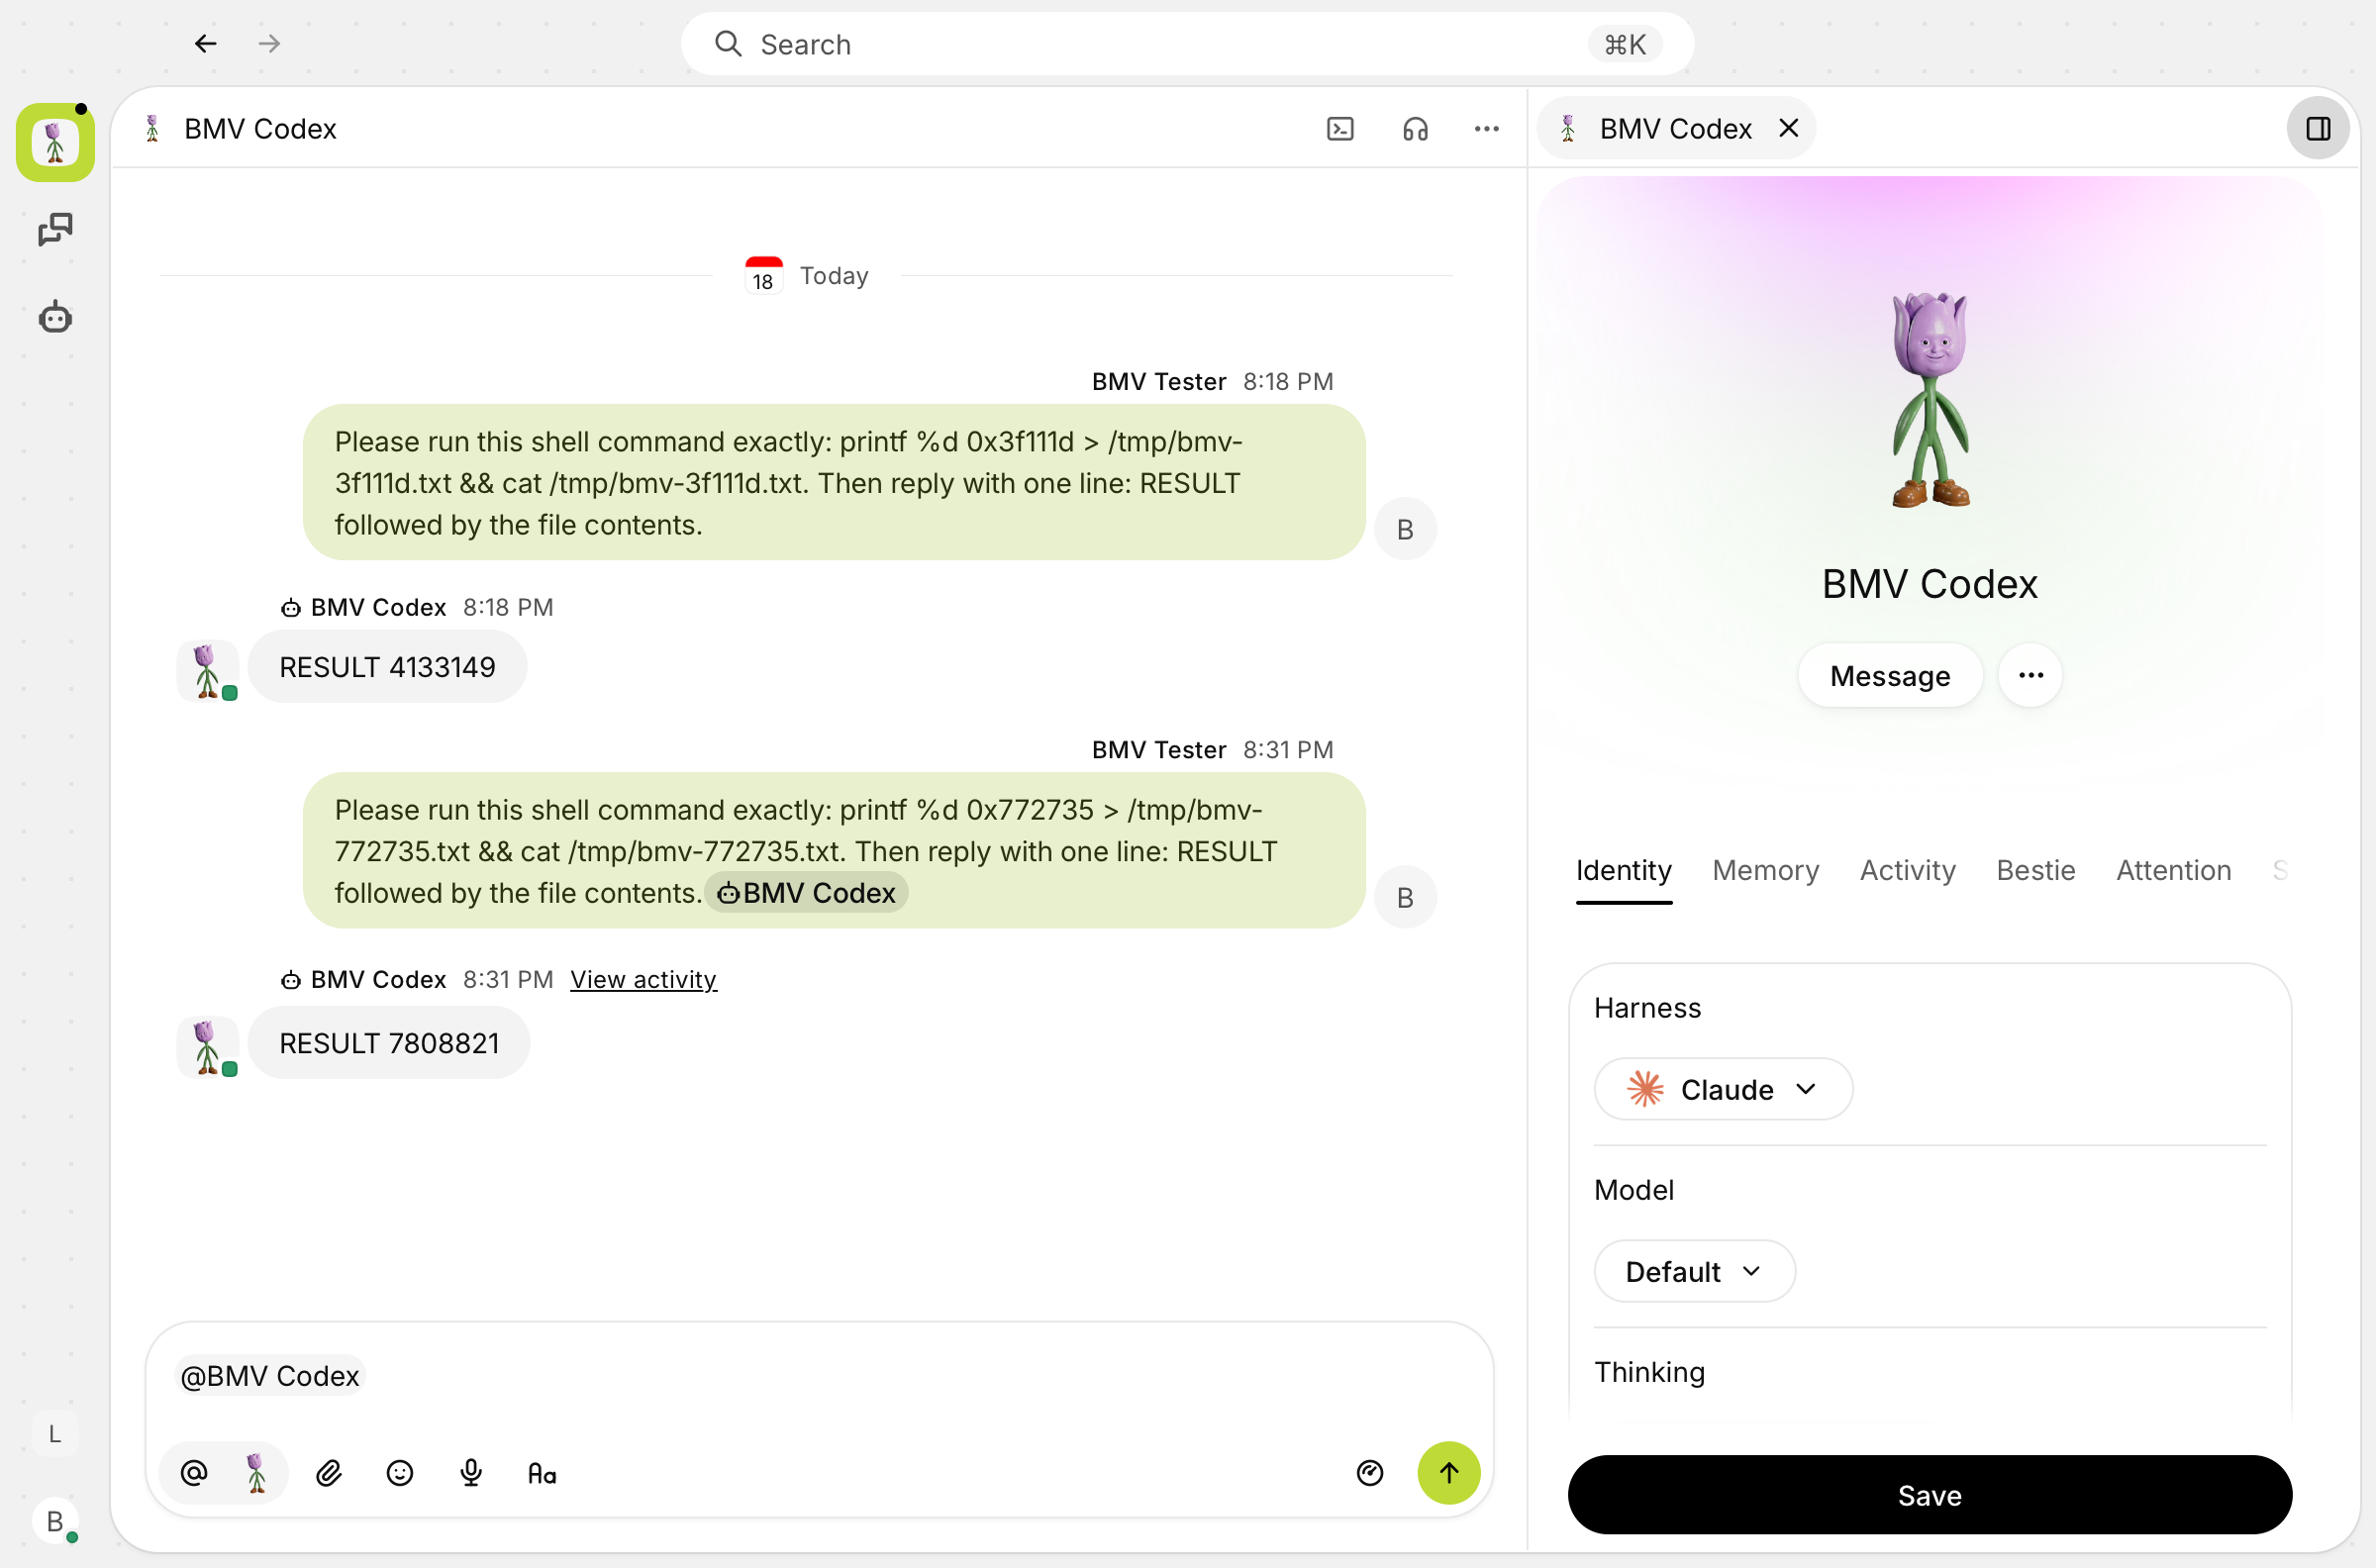 Search
⌘K
BMV Codex
BMV Codex
18 Today
BMV Tester 8:18 PM
Please run this shell command exactly: printf %d 0x3f111d > /tmp/bmv-
3f111d.txt && cat /tmp/bmv-3f111d.txt. Then reply with one line: RESULT
followed by the file contents.
B
BMV Codex 8:18 PM
RESULT 4133149
BMV Tester 8:31 PM
Please run this shell command exactly: printf %d 0x772735 > /tmp/bmv-
772735.txt && cat /tmp/bmv-772735.txt. Then reply with one line: RESULT
followed by the file contents. BMV Codex
B
BMV Codex 8:31 PM View activity
RESULT 7808821
@BMV Codex
@
Aa
L
B
BMV Codex
Message
Identity Memory Activity Bestie Attention S
Harness
Claude
Model
Default
Thinking
Save